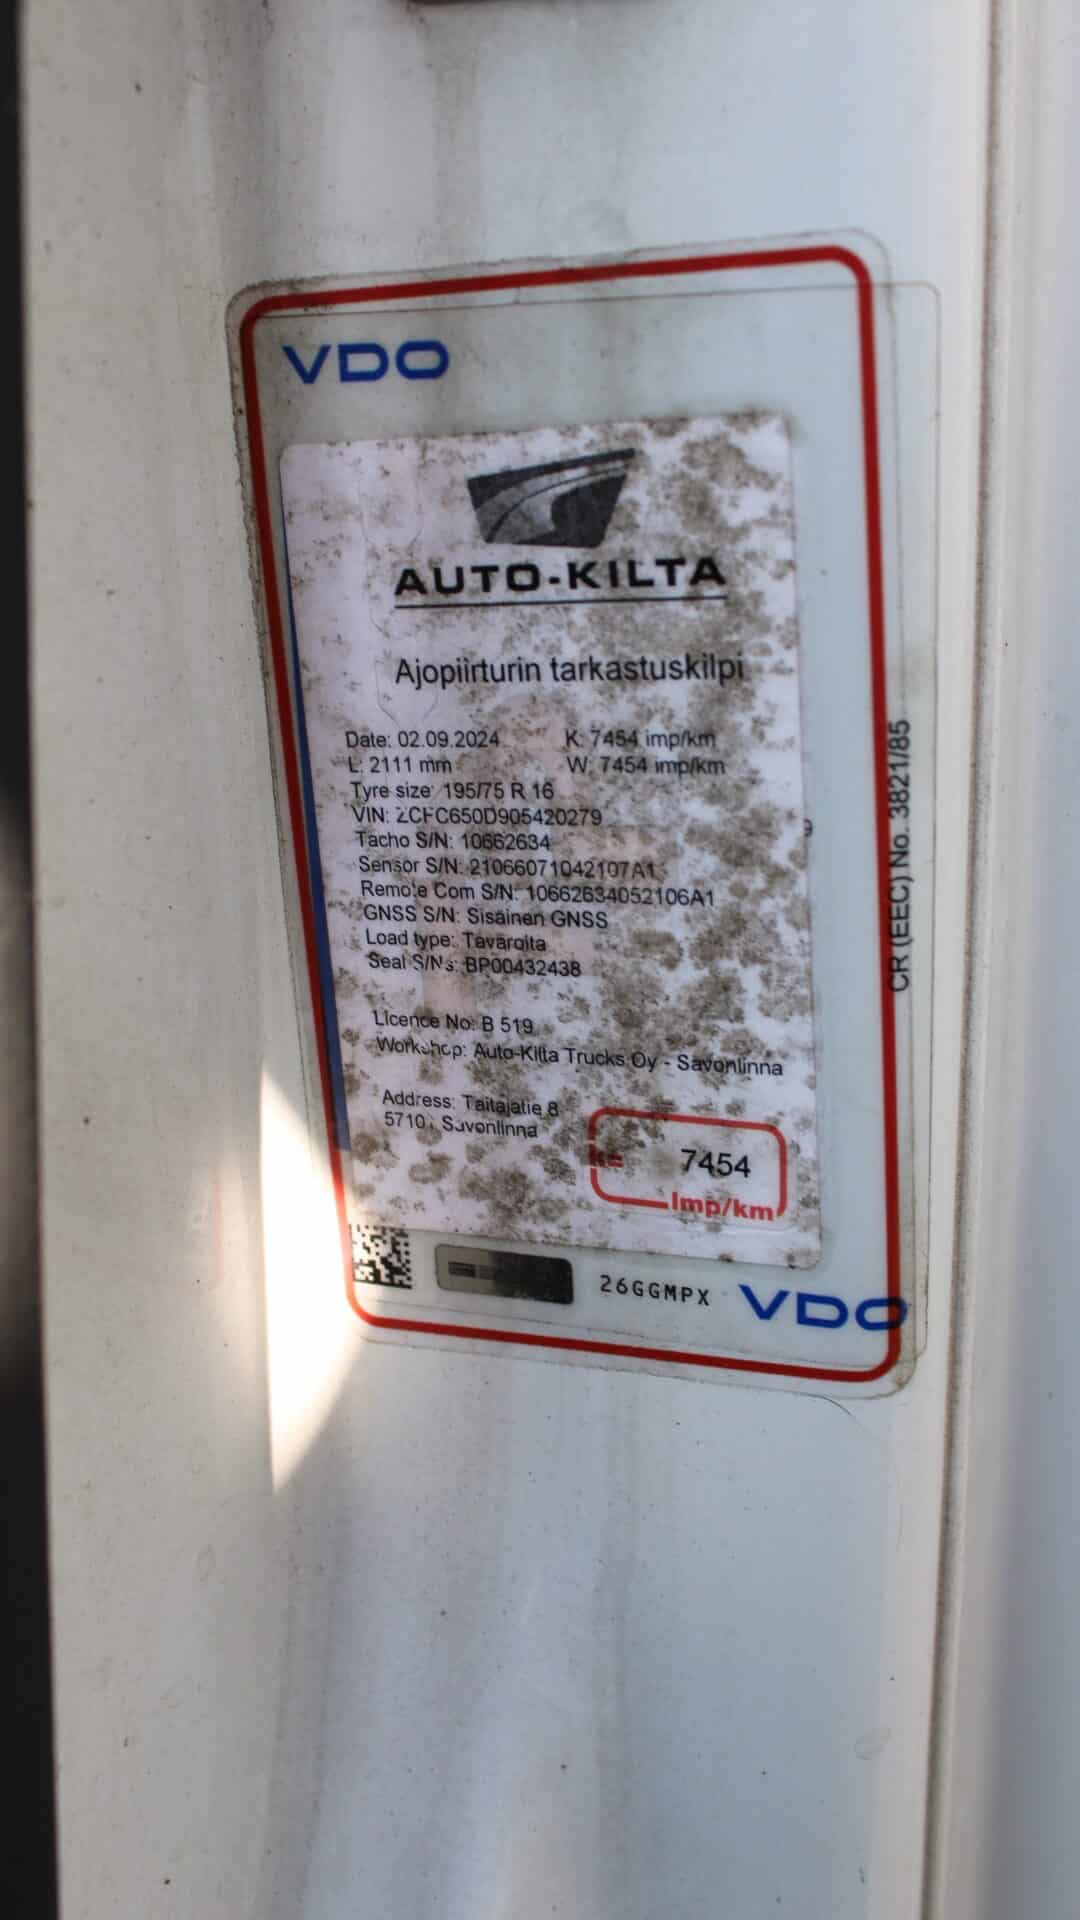 VDO
AUTO-KILTA
Ajopiirturin tarkastuskilpi
Date: 02.09.2024 K: 7454 imp/km
L: 2111 mm W: 7454 imp/km
Tyre size: 195/75 R 16
VIN: ZCFC650D905420279
Tacho S/N: 10662634
Sensor S/N: 21066071042107A1
Remote Com S/N: 10662634052106A1
GNSS S/N: Sisäinen GNSS
Load type: Tavaroita
Seal S/Ns: BP00432438
Licence No: B 519
Workshop: Auto-Kilta Trucks Oy - Savonlinna
Address: Taitajatie 8
Savonlinna
k= 7454
Imp/km
26GGMPX VDO
CR (EEC) No. 3821/85